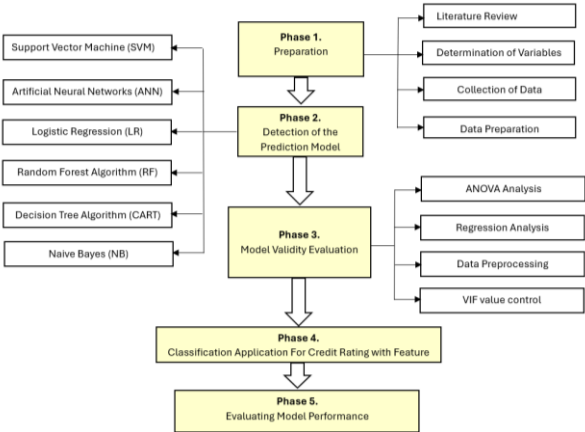 Phase 1.
Preparation
Literature Review
Determination of Variables
Collection of Data
Data Preparation
Phase 2.
Detection of the
Prediction Model
Support Vector Machine (SVM)
Artificial Neural Networks (ANN)
Logistic Regression (LR)
Random Forest Algorithm (RF)
Decision Tree Algorithm (CART)
Naive Bayes (NB)
Phase 3.
Model Validity Evaluation
ANOVA Analysis
Regression Analysis
Data Preprocessing
VIF value control
Phase 4.
Classification Application For Credit Rating with Feature
Phase 5.
Evaluating Model Performance